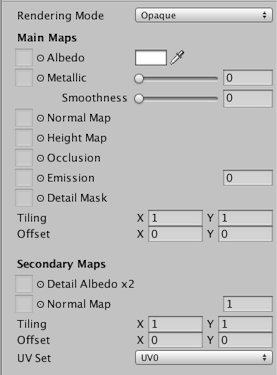 Rendering Mode Opaque
Main Maps
Albedo
Metallic 0
Smoothness 0
Normal Map
Height Map
Occlusion
Emission 0
Detail Mask
Tiling X 1 Y 1
Offset X 0 Y 0
Secondary Maps
Detail Albedo x2
Normal Map 1
Tiling X 1 Y 1
Offset X 0 Y 0
UV Set UV0